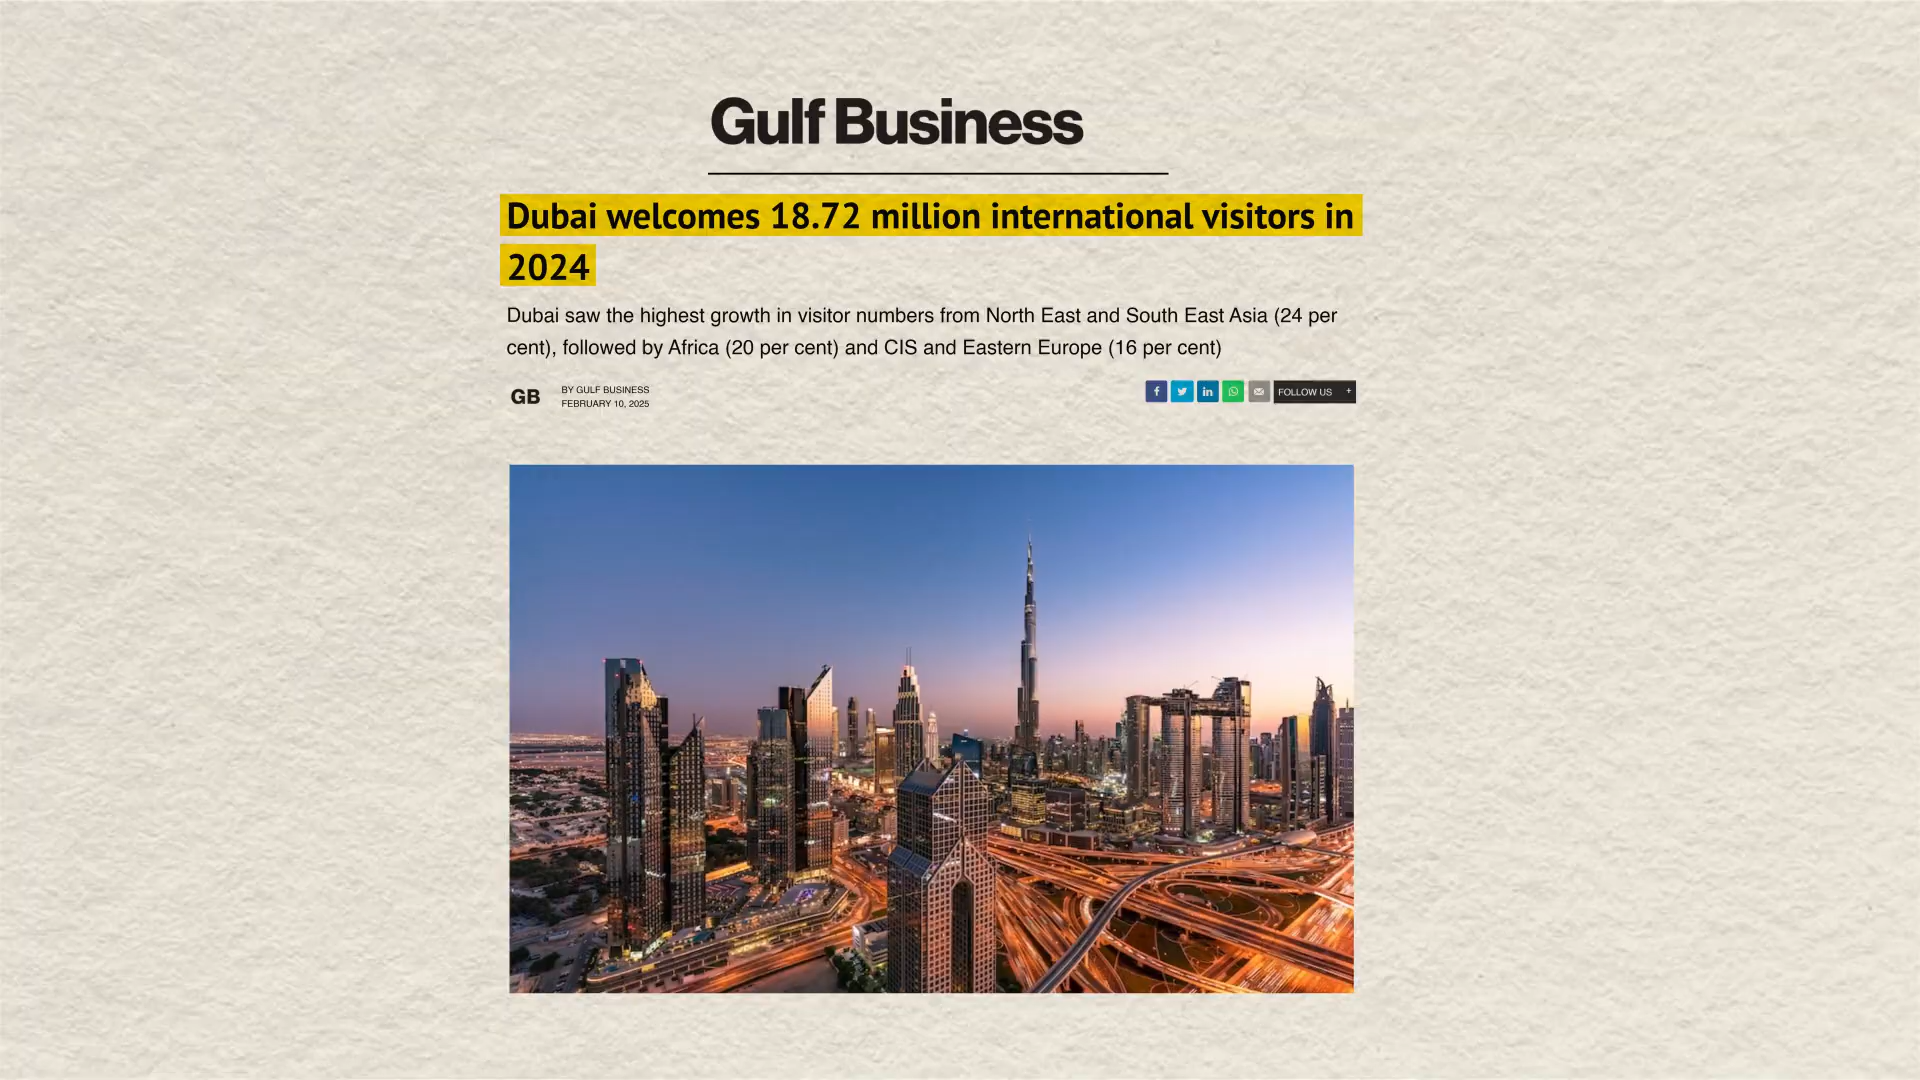 Gulf Business
Dubai welcomes 18.72 million international visitors in
2024
Dubai saw the highest growth in visitor numbers from North East and South East Asia (24 per
cent), followed by Africa (20 per cent) and CIS and Eastern Europe (16 per cent)
GB
BY GULF BUSINESS
FEBRUARY 10, 2025
FOLLOW US +